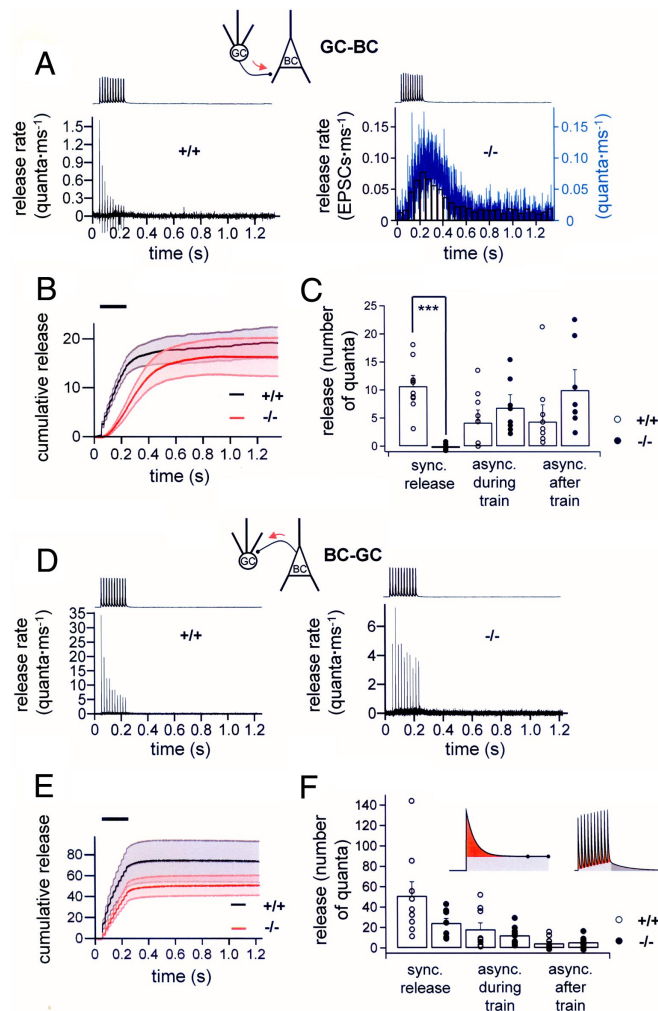 GC
BC
GC-BC
A
release rate
(quanta·ms⁻¹)
1.5
1.2
0.9
0.6
0.3
0
+/+
0 0.2 0.4 0.6 0.8 1.0 1.2
time (s)
release rate
(EPSCs·ms⁻¹)
0.15
0.10
0.05
0
-/-
0.15
0.10
0.05
0
(quanta·ms⁻¹)
0 0.2 0.4 0.6 0.8 1.0 1.2
time (s)
B
cumulative release
20
10
0
+/+
-/-
0 0.2 0.4 0.6 0.8 1.0 1.2
time (s)
C
release (number
of quanta)
25
20
15
10
5
0
***
sync.
release
async.
during
train
async.
after
train
+/+
-/-
GC
BC
BC-GC
D
release rate
(quanta·ms⁻¹)
35
30
25
20
15
10
5
0
+/+
0 0.2 0.4 0.6 0.8 1.0 1.2
time (s)
release rate
(quanta·ms⁻¹)
6
4
2
0
-/-
0 0.2 0.4 0.6 0.8 1.0 1.2
time (s)
E
cumulative release
80
60
40
20
0
+/+
-/-
0 0.2 0.4 0.6 0.8 1.0 1.2
time (s)
F
release (number
of quanta)
140
120
100
80
60
40
20
0
sync.
release
async.
during
train
async.
after
train
+/+
-/-